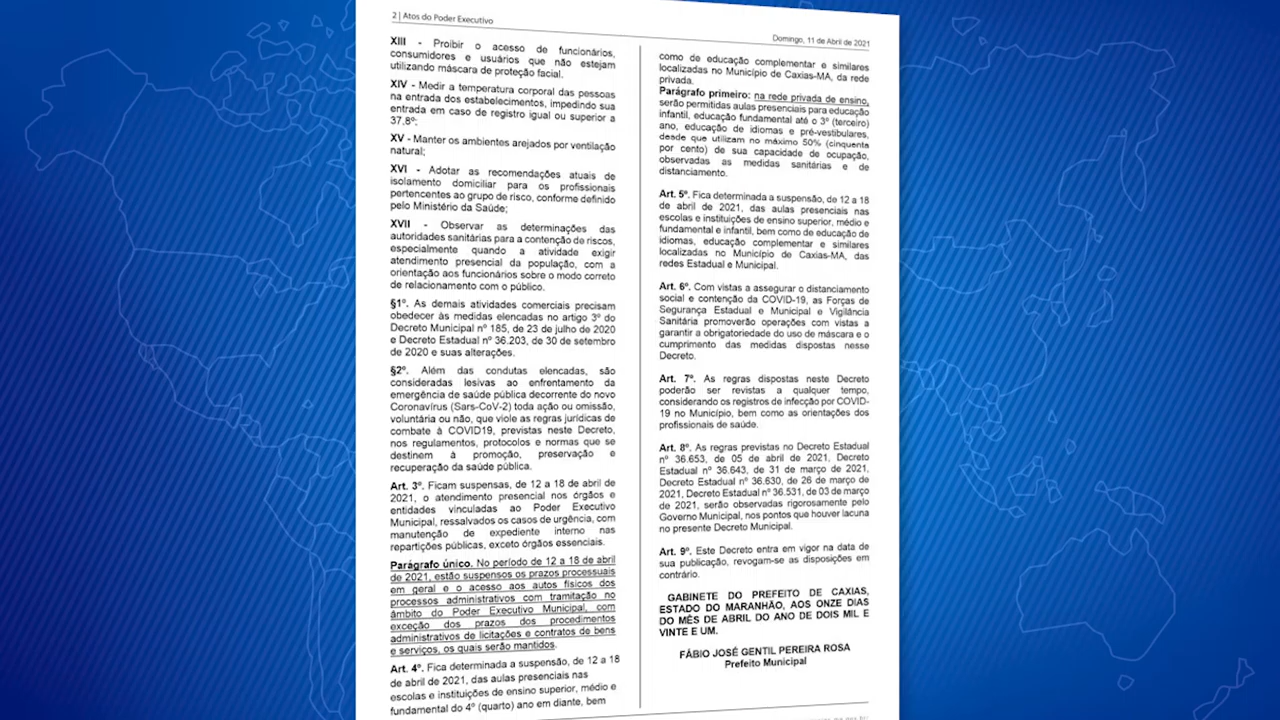 2 | Atos do Poder Executivo
Domingo, 11 de Abril de 2021
XIII - Proibir o acesso de funcionários,
consumidores e usuários que não estejam
utilizando máscara de proteção facial.
XIV - Medir a temperatura corporal das pessoas
na entrada dos estabelecimentos, impedindo sua
entrada em caso de registro igual ou superior a
37.8º;
XV - Manter os ambientes arejados por ventilação
natural;
XVI - Adotar as recomendações atuais de
isolamento domiciliar para os profissionais
pertencentes ao grupo de risco, conforme definido
pelo Ministério da Saúde;
XVII - Observar as determinações das
autoridades sanitárias para a contenção de riscos,
especialmente quando a atividade exigir
atendimento presencial da população, com a
orientação aos funcionários sobre o modo correto
de relacionamento com o público.
§1º. As demais atividades comerciais precisam
obedecer às medidas elencadas no artigo 3º do
Decreto Municipal nº 185, de 23 de julho de 2020
e Decreto Estadual nº 36.203, de 30 de setembro
de 2020 e suas alterações.
§2º. Além das condutas elencadas, são
consideradas lesivas ao enfrentamento da
emergência de saúde pública decorrente do novo
Coronavírus (Sars-CoV-2) toda ação ou omissão,
voluntária ou não, que viole as regras jurídicas de
combate à COVID19, previstas neste Decreto,
nos regulamentos, protocolos e normas que se
destinem à promoção, preservação e
recuperação da saúde pública.
Art. 3º. Ficam suspensas, de 12 a 18 de abril de
2021, o atendimento presencial nos órgãos e
entidades vinculadas ao Poder Executivo
Municipal, ressalvados os casos de urgência, com
manutenção de expediente interno nas
repartições públicas, exceto órgãos essenciais.
Parágrafo único. No período de 12 a 18 de abril
de 2021, estão suspensos os prazos processuais
em geral e o acesso aos autos físicos dos
processos administrativos com tramitação no
âmbito do Poder Executivo Municipal, com
exceção dos prazos dos procedimentos
administrativos de licitações e contratos de bens
e serviços, os quais serão mantidos.
Art. 4º. Fica determinada a suspensão, de 12 a 18
de abril de 2021, das aulas presenciais nas
escolas e instituições de ensino superior, médio e
fundamental do 4º (quarto) ano em diante, bem
como de educação complementar e similares
localizadas no Município de Caxias-MA, da rede
privada.
Parágrafo primeiro: na rede privada de ensino,
serão permitidas aulas presenciais para educação
infantil, educação fundamental até o 3º (terceiro)
ano, educação de idiomas e pré-vestibulares,
desde que utilizam no máximo 50% (cinquenta
por cento) de sua capacidade de ocupação,
observadas as medidas sanitárias e de
distanciamento.
Art. 5º. Fica determinada a suspensão, de 12 a 18
de abril de 2021, das aulas presenciais nas
escolas e instituições de ensino superior, médio e
fundamental e infantil, bem como de educação de
idiomas, educação complementar e similares
localizadas no Município de Caxias-MA, das
redes Estadual e Municipal.
Art. 6º. Com vistas a assegurar o distanciamento
social e contenção da COVID-19, as Forças de
Segurança Estadual e Municipal e Vigilância
Sanitária promoverão operações com vistas a
garantir a obrigatoriedade do uso de máscara e o
cumprimento das medidas dispostas nesse
Decreto.
Art. 7º. As regras dispostas neste Decreto
poderão ser revistas a qualquer tempo,
considerando os registros de infecção por COVID-
19 no Município, bem como as orientações dos
profissionais de saúde.
Art. 8º. As regras previstas no Decreto Estadual
nº 36.653, de 05 de abril de 2021, Decreto
Estadual nº 36.643, de 31 de março de 2021,
Decreto Estadual nº 36.630, de 26 de março de
2021, Decreto Estadual nº 36.531, de 03 de março
de 2021, serão observadas rigorosamente pelo
Governo Municipal, nos pontos que houver lacuna
no presente Decreto Municipal.
Art. 9º. Este Decreto entra em vigor na data de
sua publicação, revogam-se as disposições em
contrário.
GABINETE DO PREFEITO DE CAXIAS,
ESTADO DO MARANHÃO, AOS ONZE DIAS
DO MÊS DE ABRIL DO ANO DE DOIS MIL E
VINTE E UM.
FÁBIO JOSÉ GENTIL PEREIRA ROSA
Prefeito Municipal